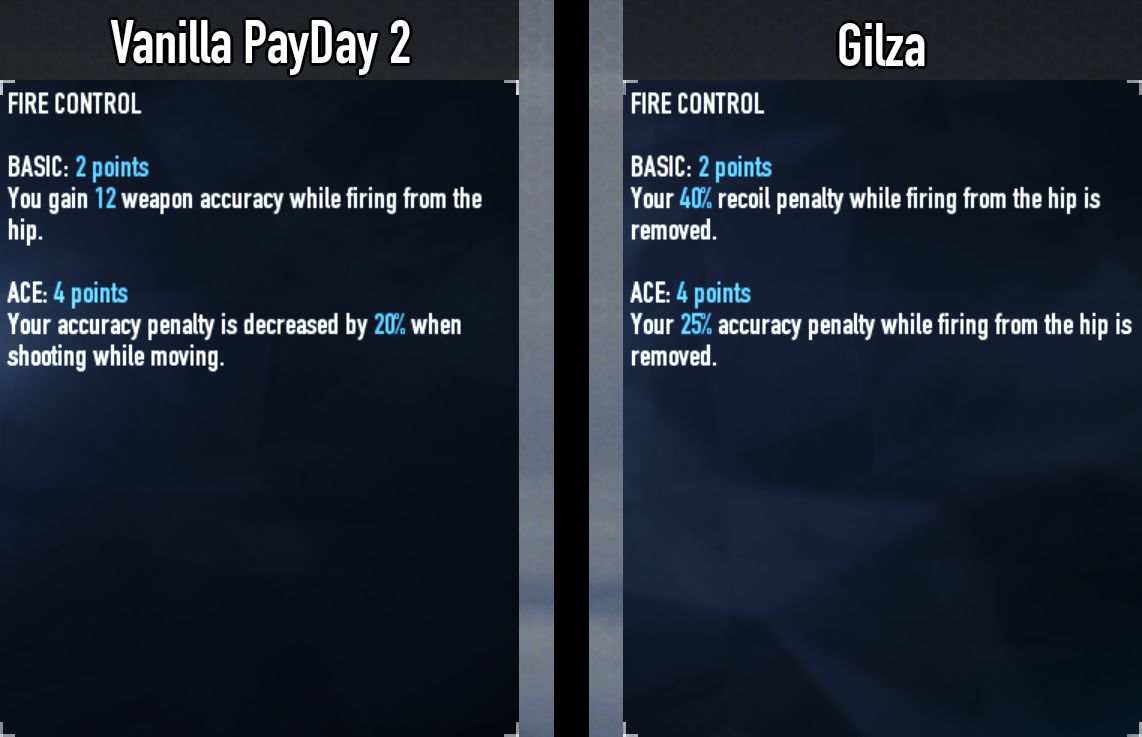 Vanilla PayDay 2
FIRE CONTROL
BASIC: 2 points
You gain 12 weapon accuracy while firing from the
hip.
ACE: 4 points
Your accuracy penalty is decreased by 20% when
shooting while moving.
Gilza
FIRE CONTROL
BASIC: 2 points
Your 40% recoil penalty while firing from the hip is
removed.
ACE: 4 points
Your 25% accuracy penalty while firing from the hip is
removed.